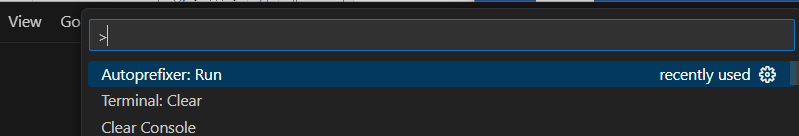 View Go
>
Autoprefixer: Run recently used
Terminal: Clear
Clear Console